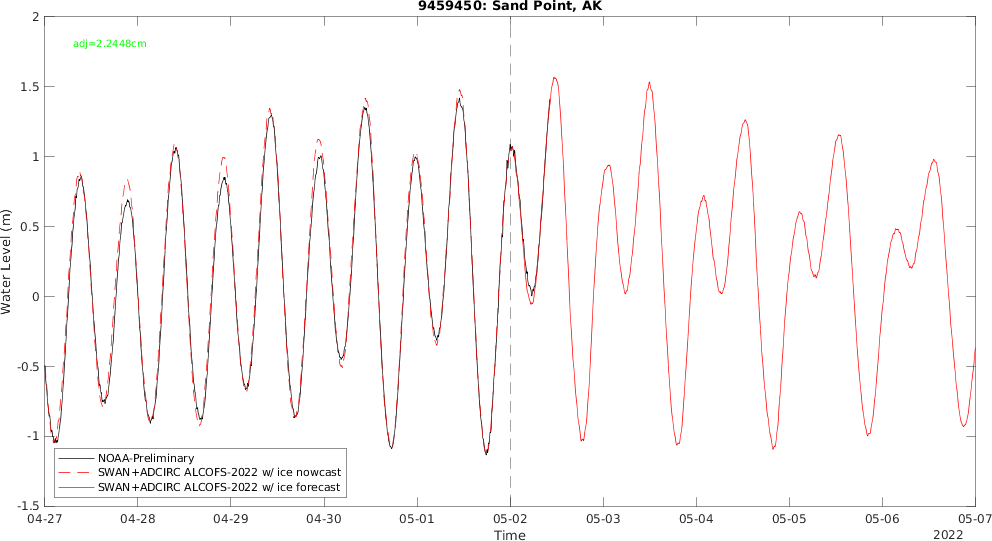 9459450: Sand Point, AK
adj=2.2448cm
2
1.5
1
0.5
0
-0.5
-1
-1.5
Water Level (m)
NOAA-Preliminary
SWAN+ADCIRC ALCOFS-2022 w/ ice nowcast
SWAN+ADCIRC ALCOFS-2022 w/ ice forecast
04-27 04-28 04-29 04-30 05-01 05-02 05-03 05-04 05-05 05-06 05-07
Time
2022